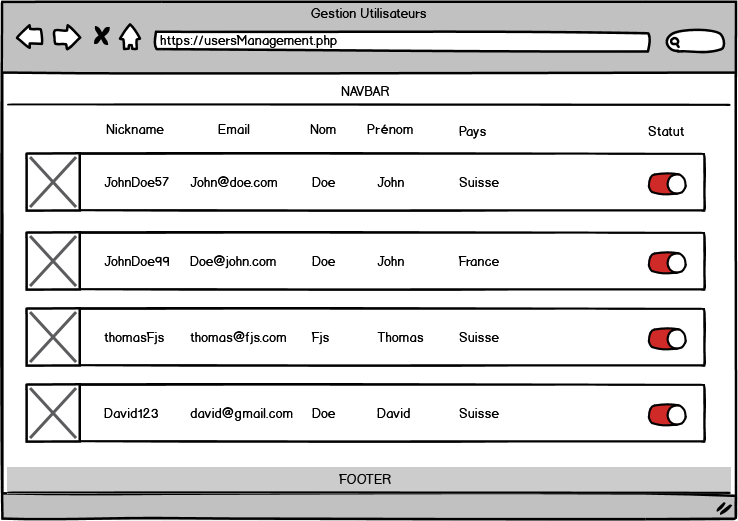 Gestion Utilisateurs
https://usersManagement.php
NAVBAR
Nickname Email Nom Prénom Pays Statut
JohnDoe57 John@doe.com Doe John Suisse
JohnDoe99 Doe@john.com Doe John France
thomasFjs thomas@fjs.com Fjs Thomas Suisse
David123 david@gmail.com Doe David Suisse
FOOTER